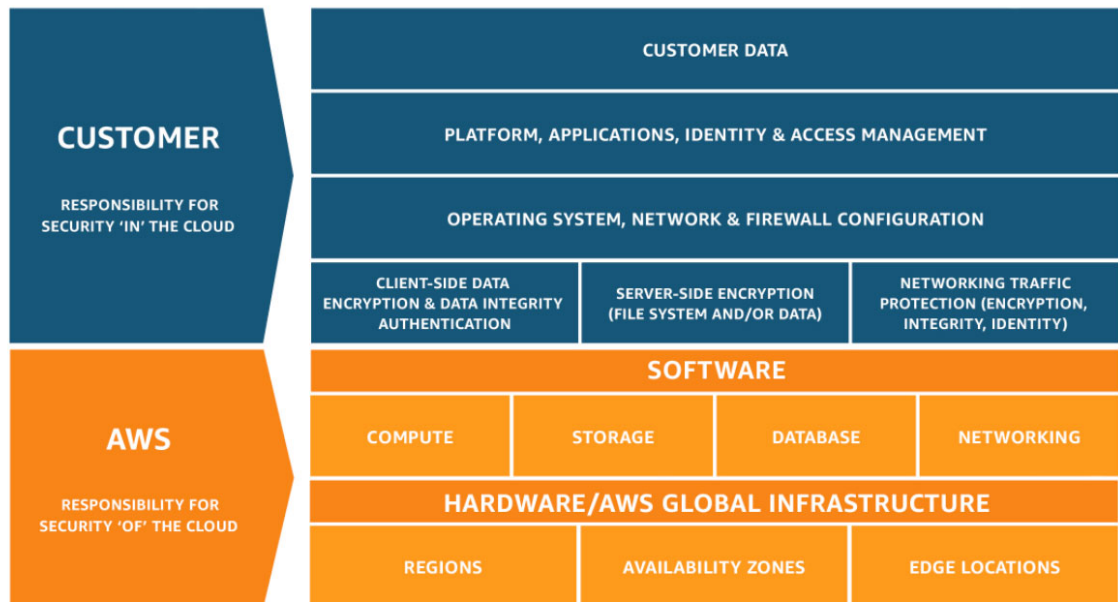 CUSTOMER
RESPONSIBILITY FOR
SECURITY ‘IN’ THE CLOUD
CUSTOMER DATA
PLATFORM, APPLICATIONS, IDENTITY & ACCESS MANAGEMENT
OPERATING SYSTEM, NETWORK & FIREWALL CONFIGURATION
CLIENT-SIDE DATA
ENCRYPTION & DATA INTEGRITY
AUTHENTICATION
SERVER-SIDE ENCRYPTION
(FILE SYSTEM AND/OR DATA)
NETWORKING TRAFFIC
PROTECTION (ENCRYPTION,
INTEGRITY, IDENTITY)
AWS
RESPONSIBILITY FOR
SECURITY ‘OF’ THE CLOUD
SOFTWARE
COMPUTE
STORAGE
DATABASE
NETWORKING
HARDWARE/AWS GLOBAL INFRASTRUCTURE
REGIONS
AVAILABILITY ZONES
EDGE LOCATIONS